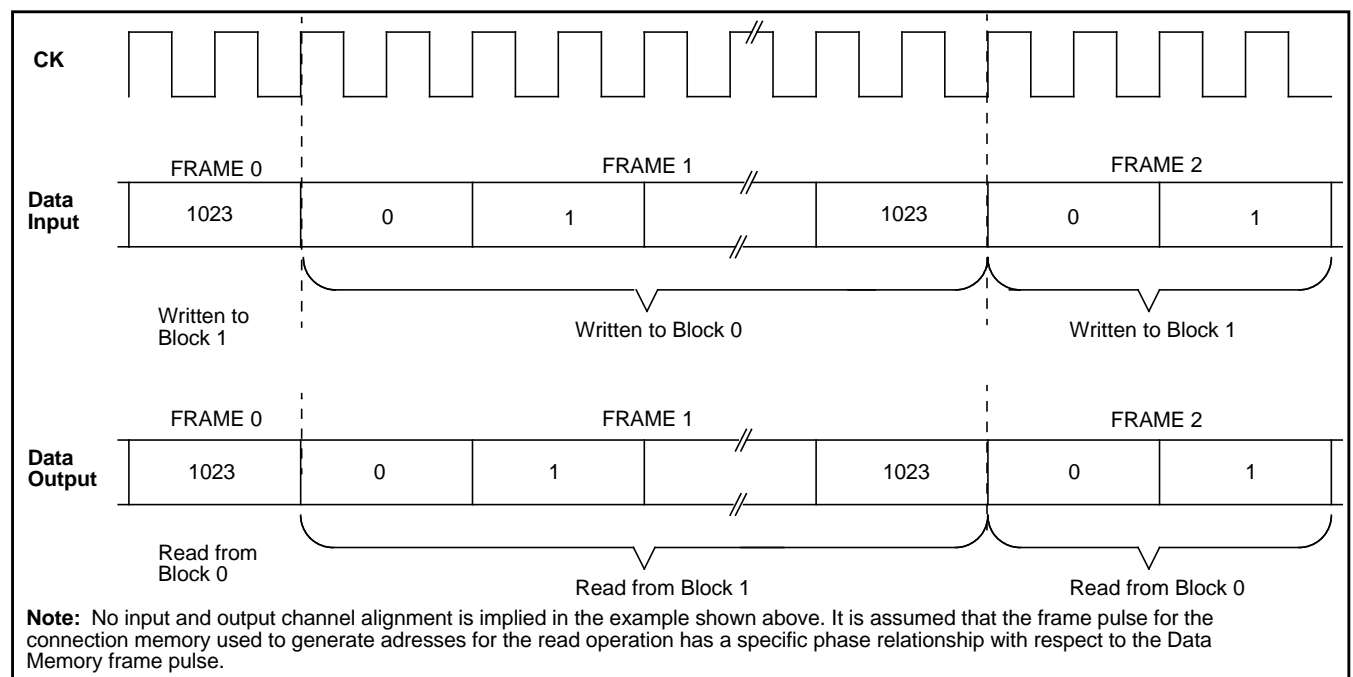 CK
FRAME 0 FRAME 1 FRAME 2
Data
Input
1023 0 1 1023 0 1
Written to
Block 1
Written to Block 0
Written to Block 1
FRAME 0 FRAME 1 FRAME 2
Data
Output
1023 0 1 1023 0 1
Read from
Block 0
Read from Block 1
Read from Block 0
Note: No input and output channel alignment is implied in the example shown above. It is assumed that the frame pulse for the
connection memory used to generate adresses for the read operation has a specific phase relationship with respect to the Data
Memory frame pulse.